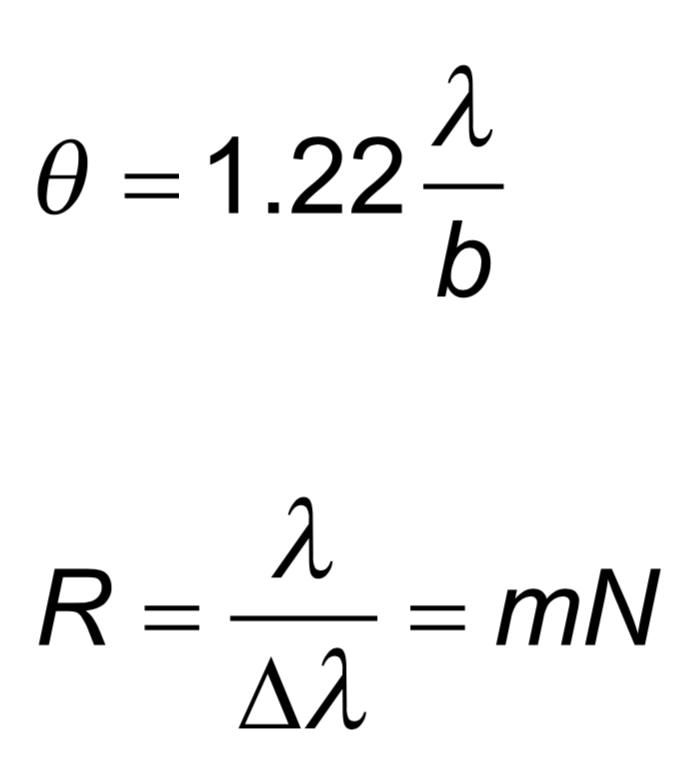 θ = 1.22 λ/b
R = λ/Δλ = mN